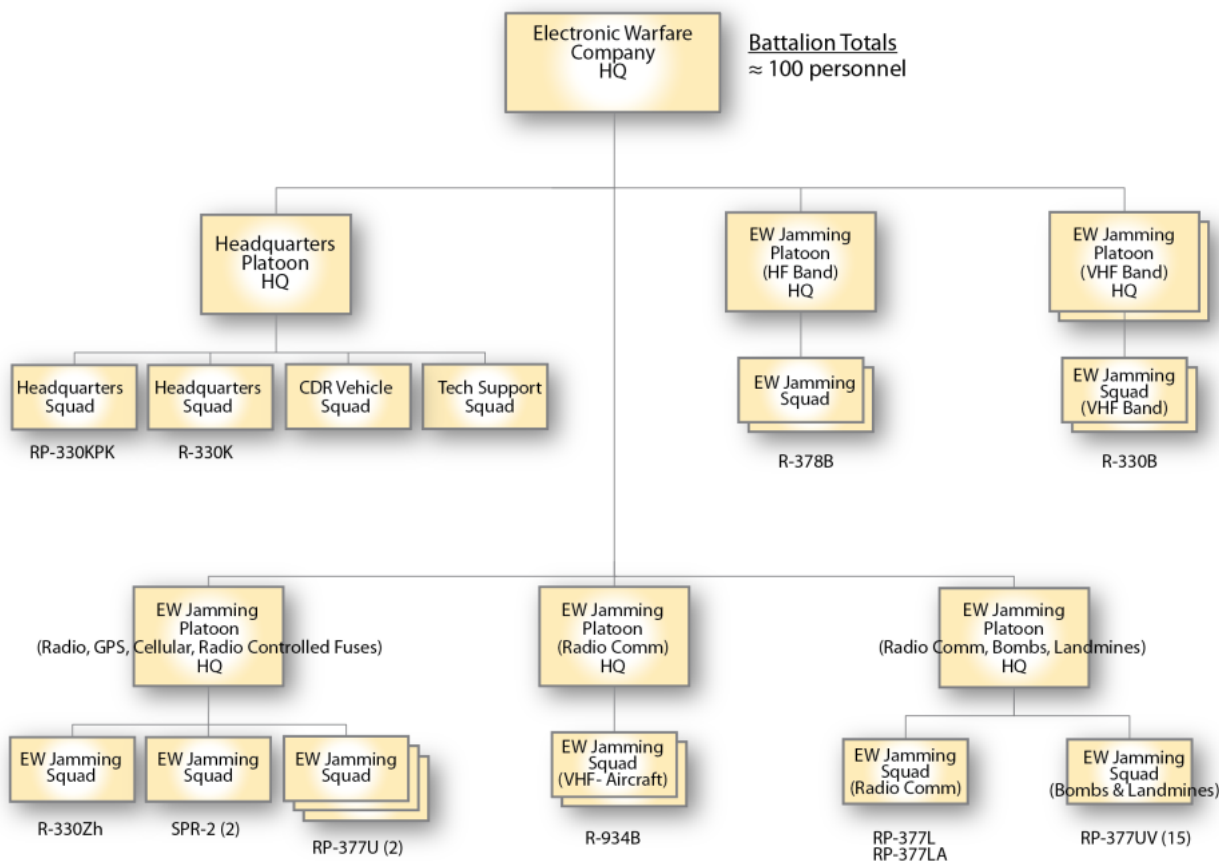 Electronic Warfare
Company
HQ
Battalion Totals
≈ 100 personnel
Headquarters
Platoon
HQ
EW Jamming
Platoon
(HF Band)
HQ
EW Jamming
Platoon
(VHF Band)
HQ
Headquarters
Squad
RP-330KPK
Headquarters
Squad
R-330K
CDR Vehicle
Squad
Tech Support
Squad
EW Jamming
Squad
R-378B
EW Jamming
Squad
(VHF Band)
R-330B
EW Jamming
Platoon
(Radio, GPS, Cellular, Radio Controlled Fuses)
HQ
EW Jamming
Platoon
(Radio Comm)
HQ
EW Jamming
Platoon
(Radio Comm, Bombs, Landmines)
HQ
EW Jamming
Squad
R-330Zh
EW Jamming
Squad
SPR-2 (2)
EW Jamming
Squad
RP-377U (2)
EW Jamming
Squad
(VHF- Aircraft)
R-934B
EW Jamming
Squad
(Radio Comm)
RP-377L
RP-377LA
EW Jamming
Squad
(Bombs & Landmines)
RP-377UV (15)